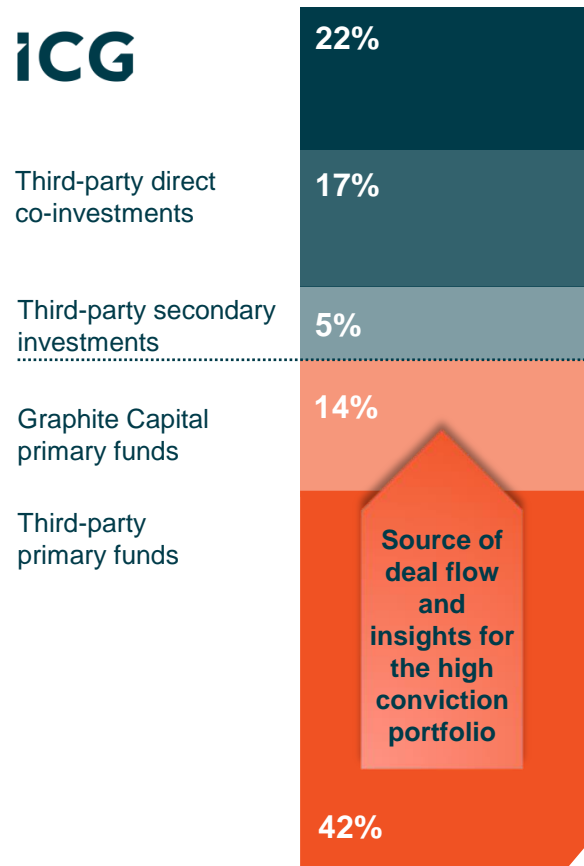 ICG
22%
Third-party direct
co-investments
17%
Third-party secondary
investments
5%
Graphite Capital
primary funds
14%
Third-party
primary funds
Source of
deal flow
and
insights for
the high
conviction
portfolio
42%